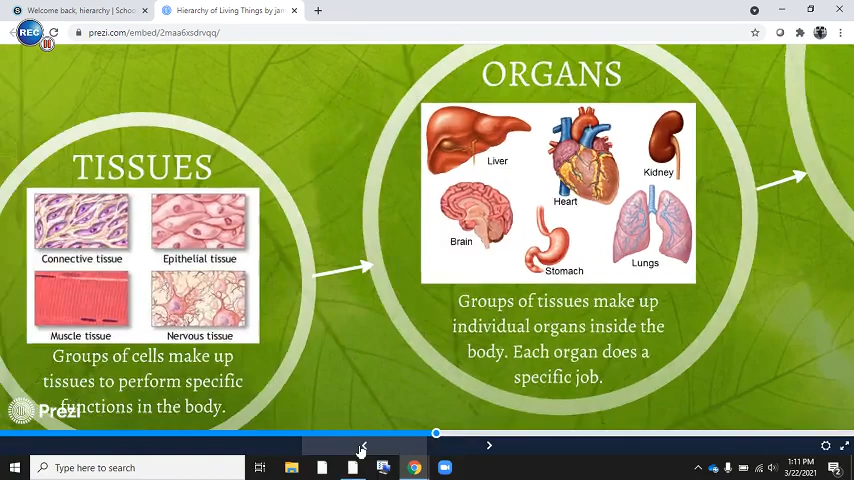 Welcome back, hierarchy | Schoo
Hierarchy of Living Things by jam
REC
prezi.com/embed/2maa6xsdrvqq/
TISSUES
Connective tissue
Epithelial tissue
Muscle tissue
Nervous tissue
Groups of cells make up
tissues to perform specific
functions in the body.
Prezi
ORGANS
Liver
Heart
Kidney
Brain
Stomach
Lungs
Groups of tissues make up
individual organs inside the
body. Each organ does a
specific job.
Type here to search
1:11 PM
3/22/2021
2